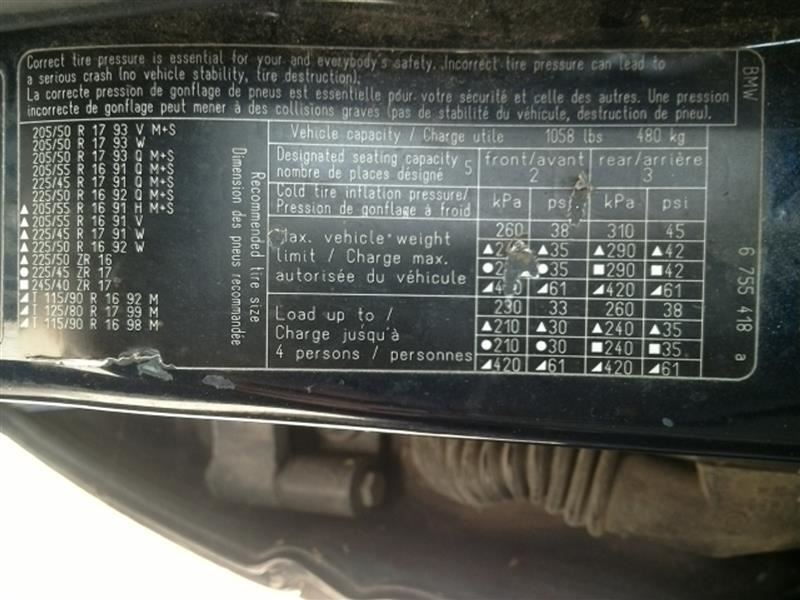 Correct tire pressure is essential for your and everybody's safety. Incorrect tire pressure can lead to
a serious crash (no vehicle stability, tire destruction).
La correcte pression de gonflage de pneus est essentielle pour votre sécurité et celle des autres. Une pression
incorrecte de gonflage peut mener à des collisions graves (pas de stabilité du véhicule, destruction de pneu).
205/50 R 17 93 V M+S
205/50 R 17 93 W
205/50 R 17 93 Q M+S
205/55 R 16 91 Q M+S
225/45 R 17 91 Q M+S
225/50 R 16 92 Q M+S
▲ 205/55 R 16 91 H M+S
▲ 205/55 R 16 91 V
▲ 225/45 R 17 91 W
▲ 225/50 R 16 92 W
▲ 225/50 ZR 16
● 225/45 ZR 17
■ 245/40 ZR 17
◢ T 115/90 R 16 92 M
◢ T 125/80 R 17 99 M
◢ T 115/90 R 16 98 M
Recommended tire size
Dimension des pneus recommandée
Vehicle capacity / Charge utile 1058 lbs 480 kg
Designated seating capacity
nombre de places désigné 5
front/avant
2
rear/arrière
3
Cold tire inflation pressure/
Pression de gonflage à froid
kPa psi kPa psi
Max. vehicle weight
limit / Charge max.
autorisée du véhicule
260 38 310 45
▲35 ▲290 ▲42
●35 ■290 ■42
◢61 ◢420 ◢61
Load up to /
Charge jusqu'à
4 persons / personnes
230 33 260 38
▲210 ▲30 ▲240 ▲35
●210 ●30 ■240 ■35
◢420 ◢61 ◢420 ◢61
BMW
6 755 418 a